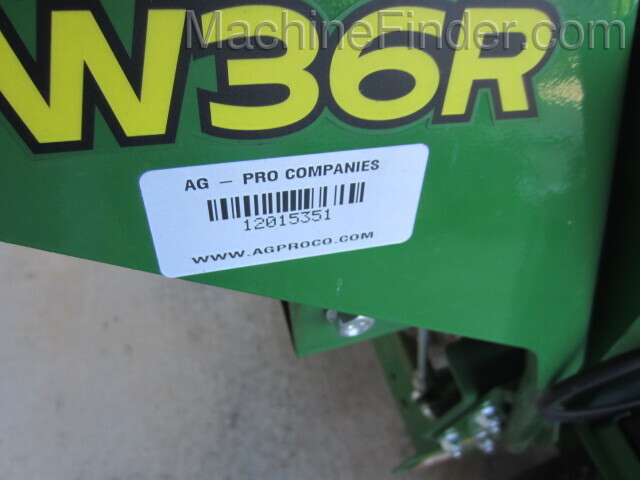 MachineFinder.com
W36R
AG - PRO COMPANIES
12015351
WWW.AGPROCO.COM